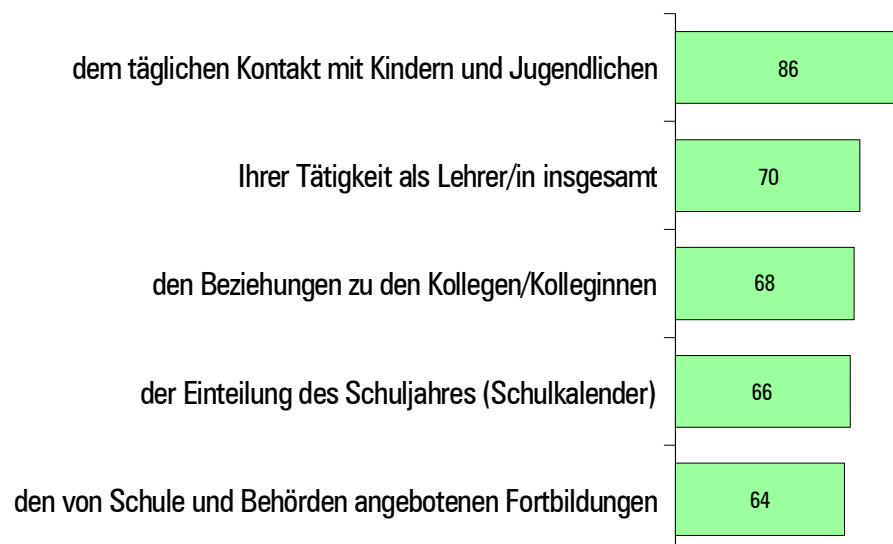 dem täglichen Kontakt mit Kindern und Jugendlichen 86
Ihrer Tätigkeit als Lehrer/in insgesamt 70
den Beziehungen zu den Kollegen/Kolleginnen 68
der Einteilung des Schuljahres (Schulkalender) 66
den von Schule und Behörden angebotenen Fortbildungen 64